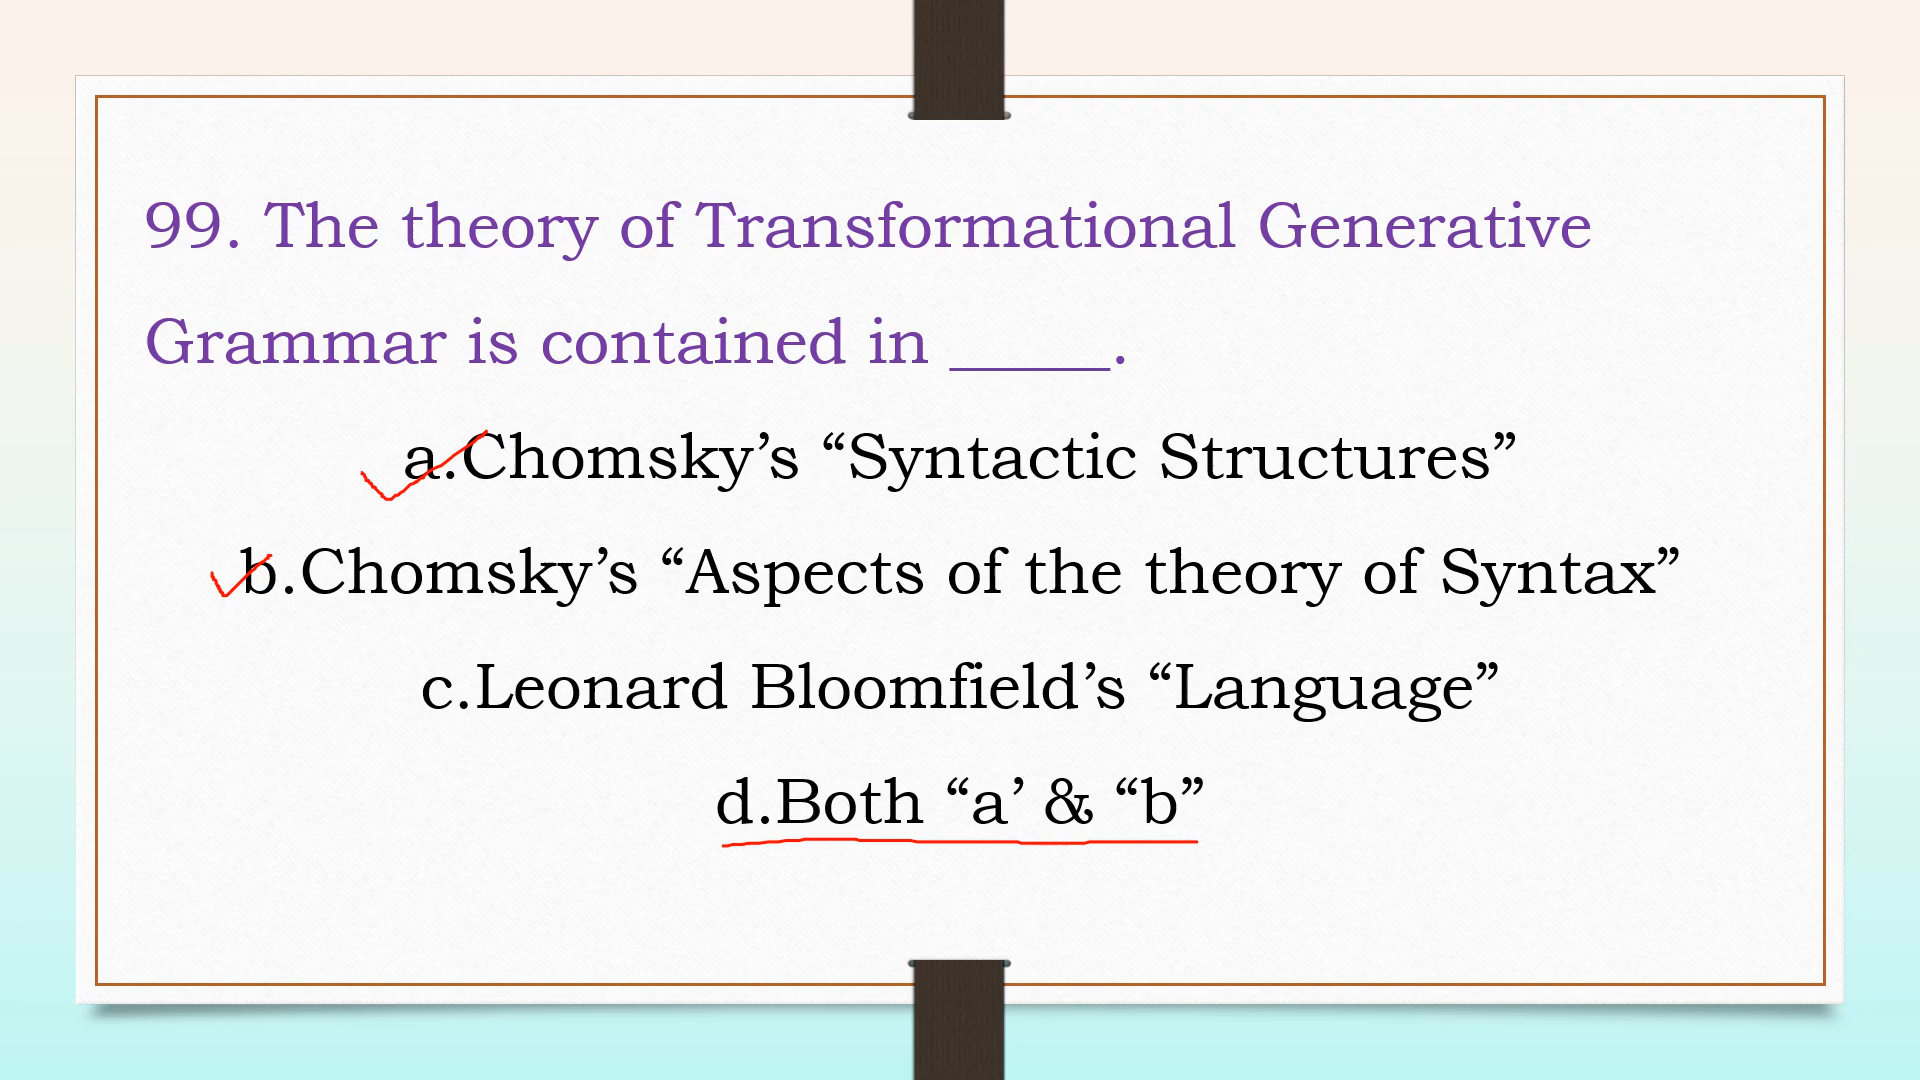 99. The theory of Transformational Generative
Grammar is contained in _____.
a.Chomsky’s “Syntactic Structures”
b.Chomsky’s “Aspects of the theory of Syntax”
c.Leonard Bloomfield’s “Language”
d.Both “a’ & “b”